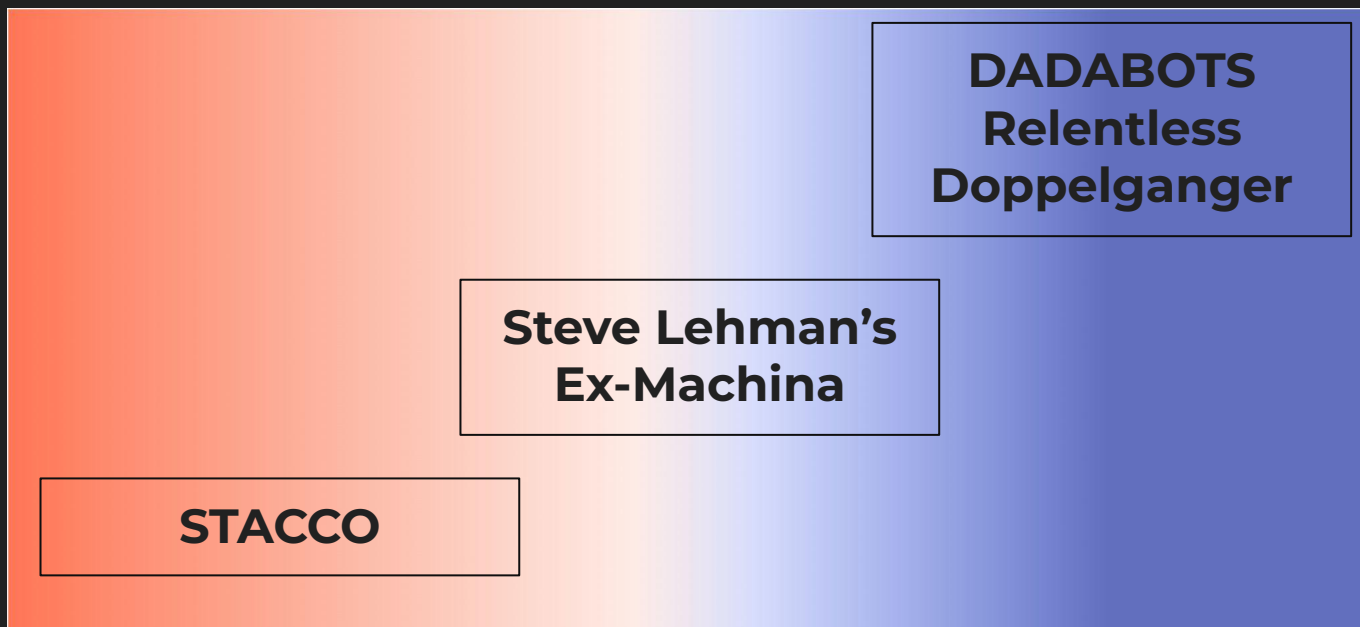 DADABOTS
Relentless
Doppelganger
Steve Lehman’s
Ex-Machina
STACCO